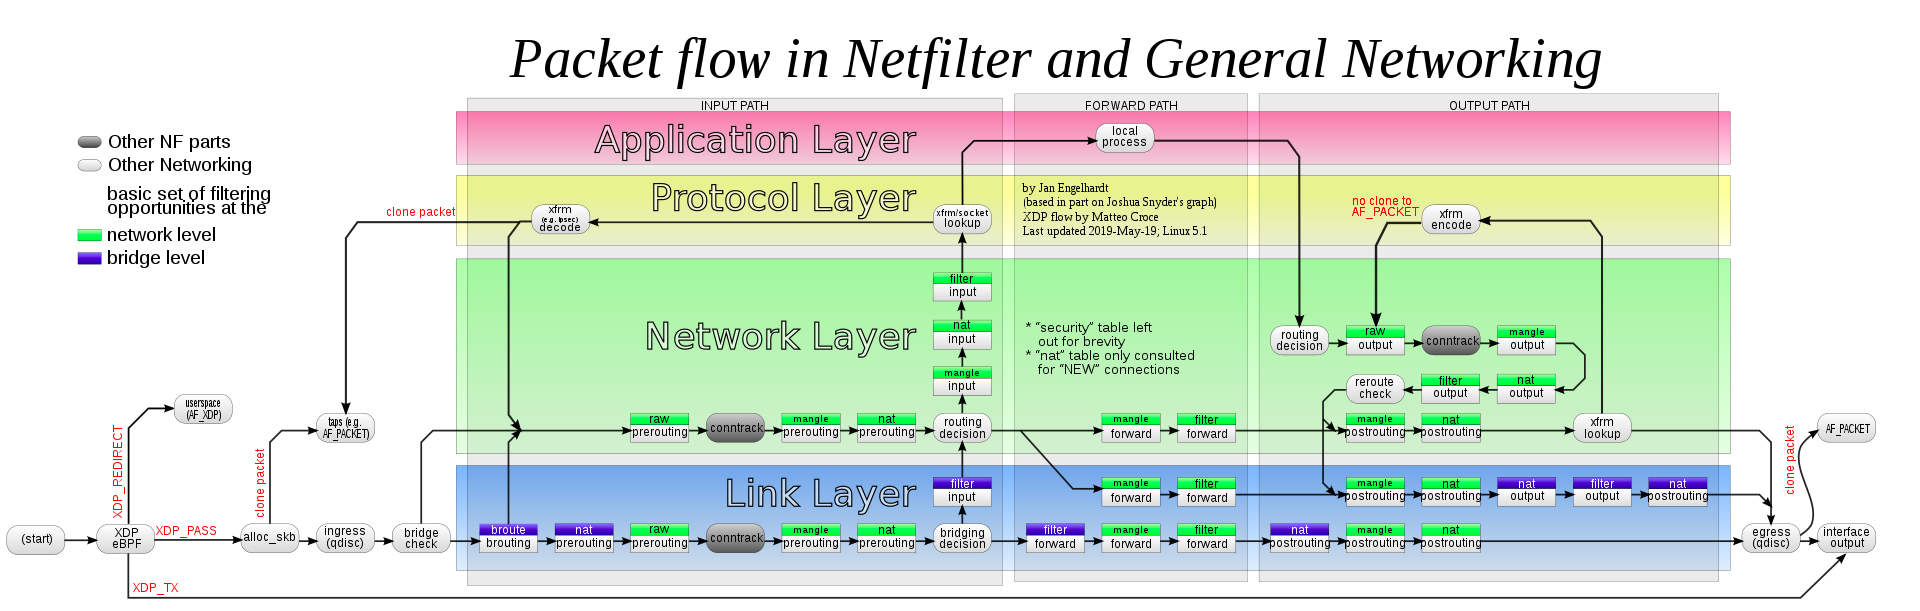 Packet flow in Netfilter and General Networking
INPUT PATH
FORWARD PATH
OUTPUT PATH
Other NF parts
Other Networking
basic set of filtering
opportunities at the
network level
bridge level
Application Layer
local
process
Protocol Layer
clone packet
xfrm
(e.g. ipsec)
decode
xfrm/socket
lookup
by Jan Engelhardt
(based in part on Joshua Snyder's graph)
XDP flow by Matteo Croce
Last updated 2019-May-19; Linux 5.1
no clone to
AF_PACKET
xfrm
encode
Network Layer
filter
input
nat
input
mangle
input
* “security” table left
out for brevity
* “nat” table only consulted
for “NEW” connections
routing
decision
raw
output
conntrack
mangle
output
reroute
check
filter
output
nat
output
userspace
(AF_XDP)
taps (e.g.
AF_PACKET)
raw
prerouting
conntrack
mangle
prerouting
nat
prerouting
routing
decision
mangle
forward
filter
forward
mangle
postrouting
nat
postrouting
xfrm
lookup
AF_PACKET
XDP_REDIRECT
clone packet
clone packet
Link Layer
filter
input
mangle
forward
filter
forward
mangle
postrouting
nat
postrouting
nat
output
filter
output
nat
postrouting
(start)
XDP
eBPF
XDP_PASS
alloc_skb
ingress
(qdisc)
bridge
check
broute
brouting
nat
prerouting
raw
prerouting
conntrack
mangle
prerouting
nat
prerouting
bridging
decision
filter
forward
mangle
forward
filter
forward
nat
postrouting
mangle
postrouting
nat
postrouting
egress
(qdisc)
interface
output
XDP_TX